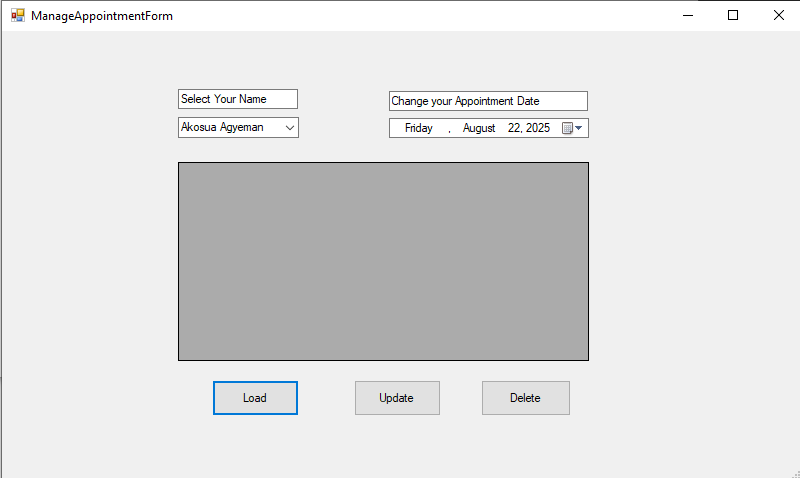 ManageAppointmentForm
Select Your Name
Change your Appointment Date
Akosua Agyeman
Friday , August 22, 2025
Load
Update
Delete